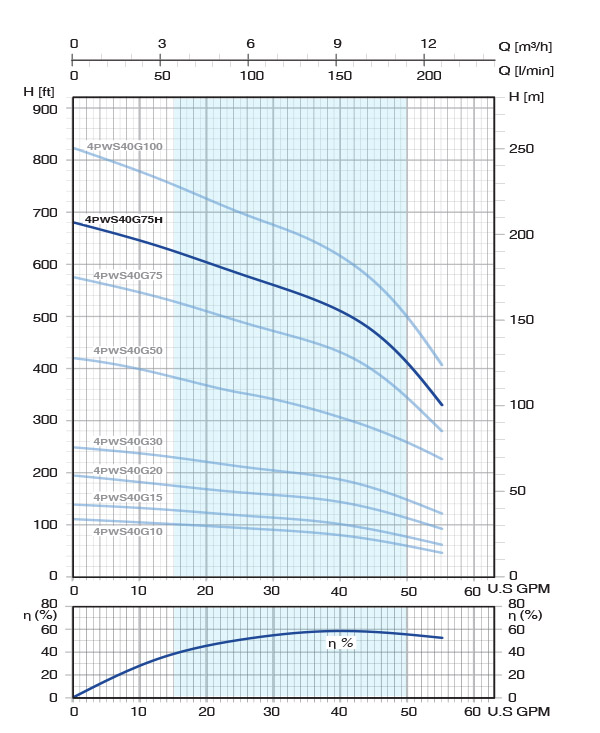 0 3 6 9 12 Q [m³/h]
0 50 100 150 200 Q [l/min]
H [ft] H [m]
900
4PWS40G100 250
800
4PWS40G75H
700
200
600
4PWS40G75
500 150
4PWS40G50
400
100
300
4PWS40G30
200 4PWS40G20
4PWS40G15 50
100
4PWS40G10
0 0
0 10 20 30 40 50 60 U.S GPM
80 80
η (%) η (%)
60 60
η %
40 40
20 20
0 0
0 10 20 30 40 50 60 U.S GPM